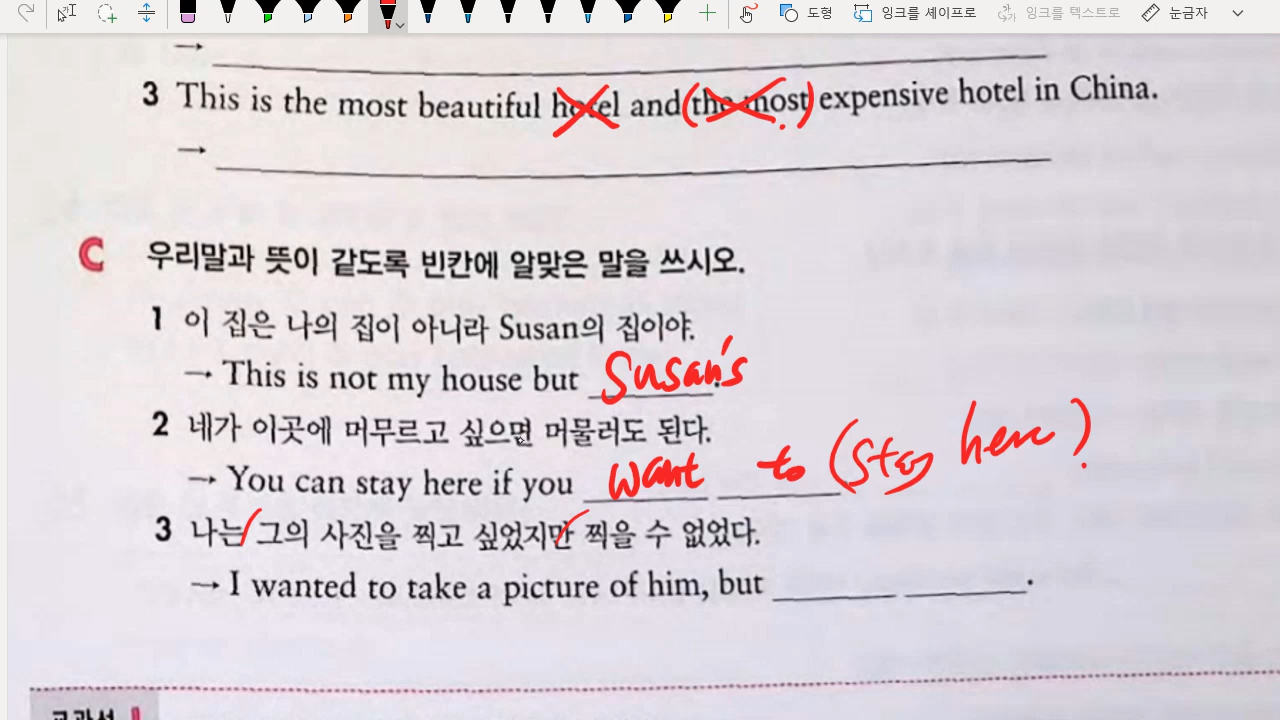 도형 잉크를 셰이프로 잉크를 텍스트로 눈금자
→
3 This is the most beautiful hotel and (the most) expensive hotel in China.
→
C 우리말과 뜻이 같도록 빈칸에 알맞은 말을 쓰시오.
1 이 집은 나의 집이 아니라 Susan의 집이야.
→ This is not my house but Susan's.
2 네가 이곳에 머무르고 싶으면 머물러도 된다.
→ You can stay here if you want to (stay here).
3 나는 그의 사진을 찍고 싶었지만 찍을 수 없었다.
→ I wanted to take a picture of him, but ________ ________.